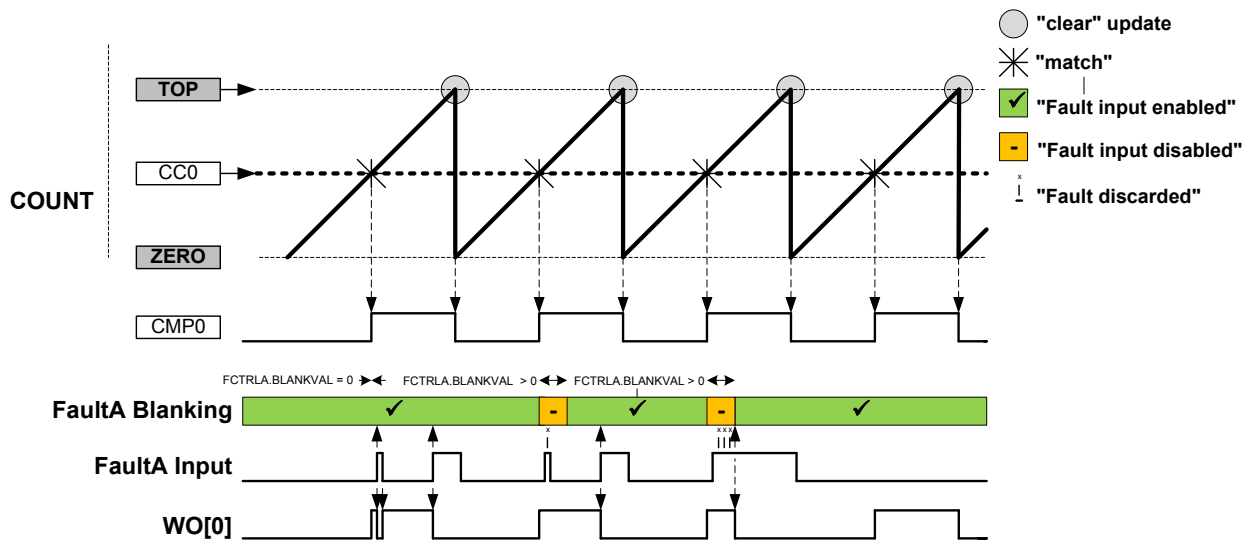 "clear" update
TOP
"match"
"Fault input enabled"
CC0
"Fault input disabled"
COUNT
"Fault discarded"
ZERO
CMP0
FCTRLA.BLANKVAL = 0
FCTRLA.BLANKVAL > 0
FCTRLA.BLANKVAL > 0
FaultA Blanking
- -
x xxx
FaultA Input
WO[0]